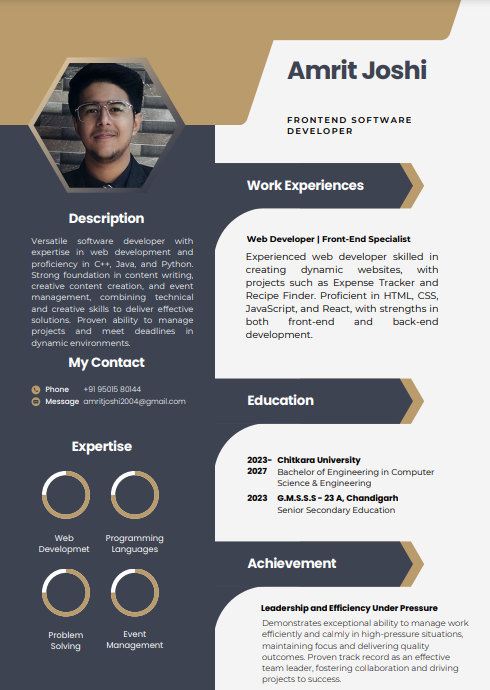 Amrit Joshi
FRONTEND SOFTWARE
DEVELOPER
Description
Versatile software developer with
expertise in web development and
proficiency in C++, Java, and Python.
Strong foundation in content writing,
creative content creation, and event
management, combining technical
and creative skills to deliver effective
solutions. Proven ability to manage
projects and meet deadlines in
dynamic environments.
My Contact
Phone +91 95015 80144
Message amritjoshi2004@gmail.com
Expertise
Web
Developmet
Programming
Languages
Problem
Solving
Event
Management
Work Experiences
Web Developer | Front-End Specialist
Experienced web developer skilled in
creating dynamic websites, with
projects such as Expense Tracker and
Recipe Finder. Proficient in HTML, CSS,
JavaScript, and React, with strengths in
both front-end and back-end
development.
Education
2023- Chitkara University
2027 Bachelor of Engineering in Computer
Science & Engineering
2023 G.M.S.S.S - 23 A, Chandigarh
Senior Secondary Education
Achievement
Leadership and Efficiency Under Pressure
Demonstrates exceptional ability to manage work
efficiently and calmly in high-pressure situations,
maintaining focus and delivering quality
outcomes. Proven track record as an effective
team leader, fostering collaboration and driving
projects to success.